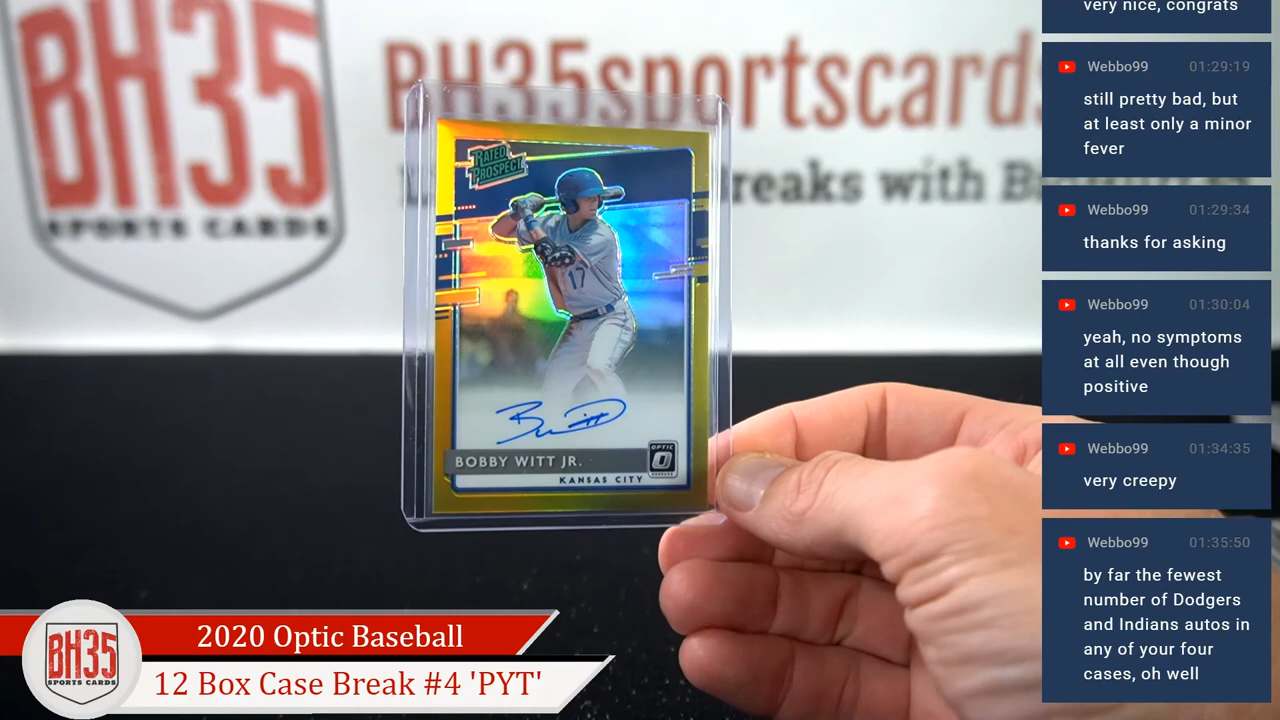 BH35
SPORTS CARDS
BH35sportscards
reaks with B
RATED
PROSPECT
17
OPTIC
BOBBY WITT JR.
KANSAS CITY
2020 Optic Baseball
12 Box Case Break #4 'PYT'
BH35
SPORTS CARDS
very nice, congrats
Webbo99 01:29:19
still pretty bad, but
at least only a minor
fever
Webbo99 01:29:34
thanks for asking
Webbo99 01:30:04
yeah, no symptoms
at all even though
positive
Webbo99 01:34:35
very creepy
Webbo99 01:35:50
by far the fewest
number of Dodgers
and Indians autos in
any of your four
cases, oh well